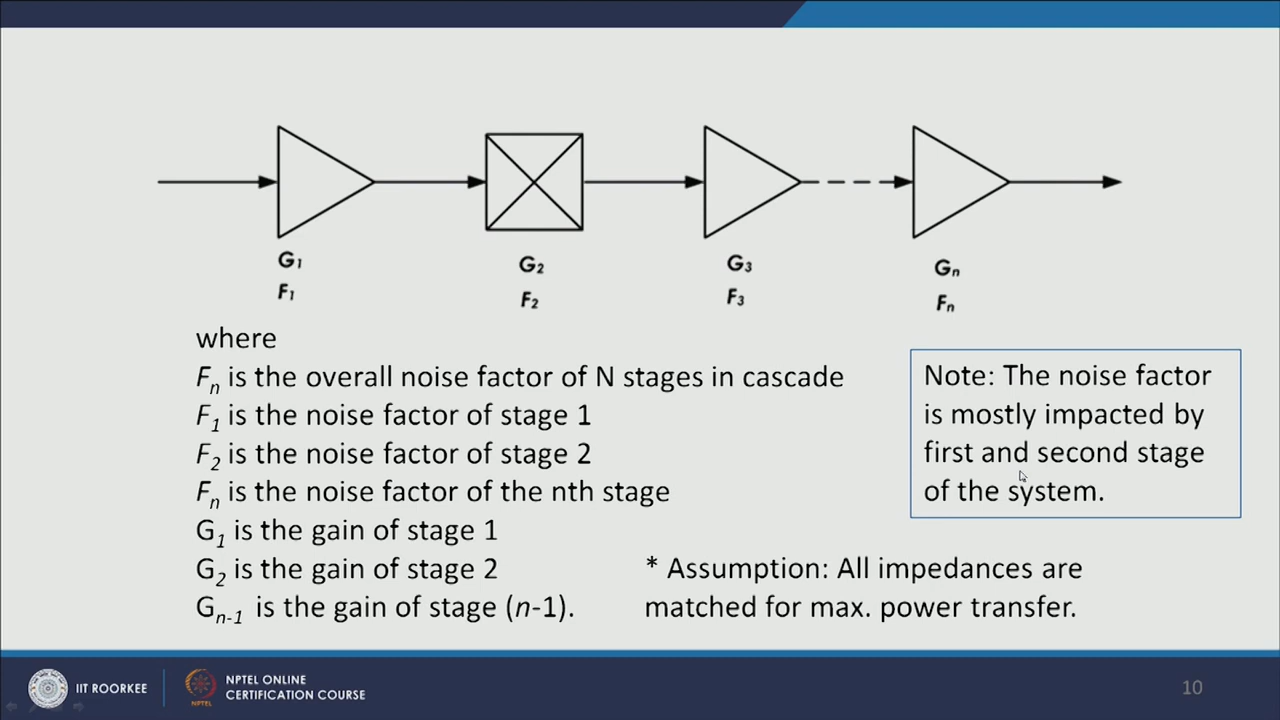 G1
F1
G2
F2
G3
F3
Gn
Fn
where
Fn is the overall noise factor of N stages in cascade
F1 is the noise factor of stage 1
F2 is the noise factor of stage 2
Fn is the noise factor of the nth stage
G1 is the gain of stage 1
G2 is the gain of stage 2
Gn-1 is the gain of stage (n-1).
Note: The noise factor
is mostly impacted by
first and second stage
of the system.
* Assumption: All impedances are
matched for max. power transfer.
IIT ROORKEE
NPTEL
NPTEL ONLINE
CERTIFICATION COURSE
10